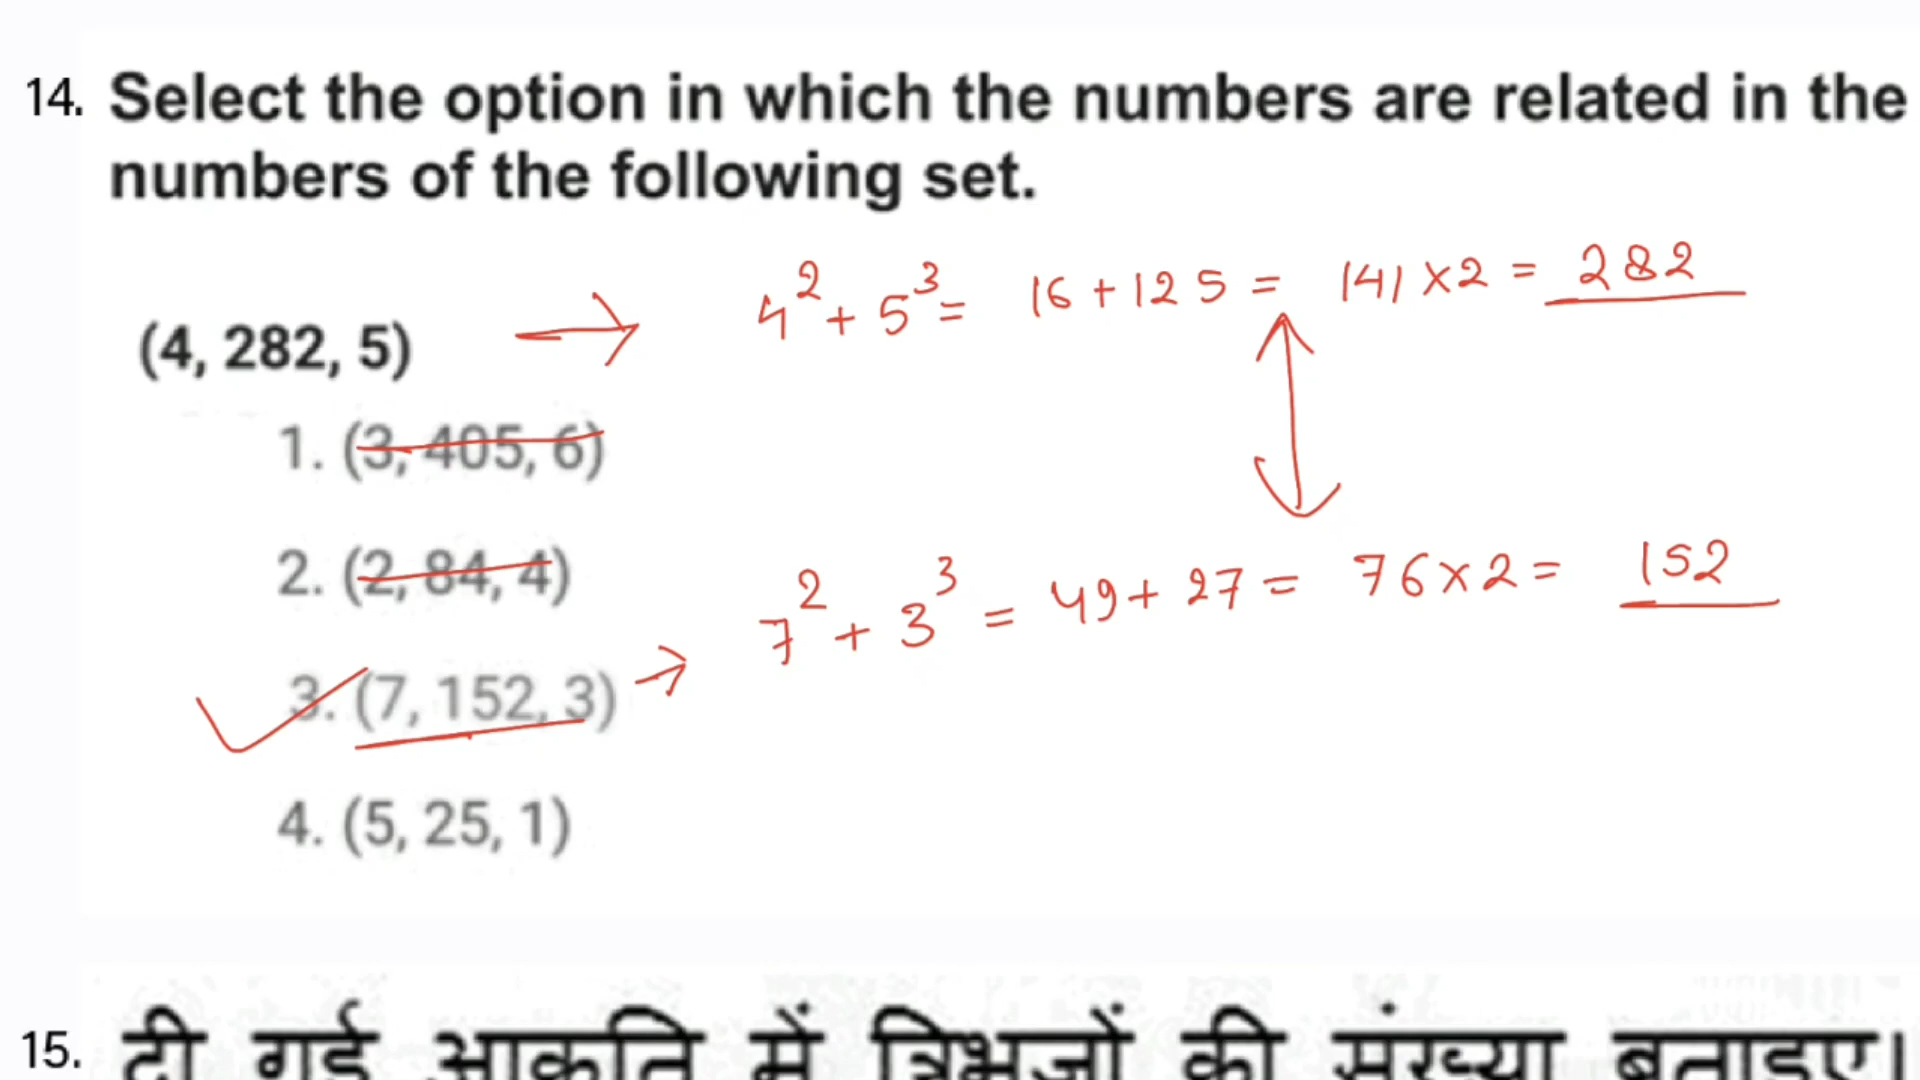 14. Select the option in which the numbers are related in the
numbers of the following set.
4² + 5³ = 16 + 125 = 141 × 2 = 282
(4, 282, 5)
1. (3, 405, 6)
2. (2, 84, 4)
7² + 3³ = 49 + 27 = 76 × 2 = 152
3. (7, 152, 3)
4. (5, 25, 1)
15. दी गई आकृति में त्रिभुजों की संख्या बताइए।